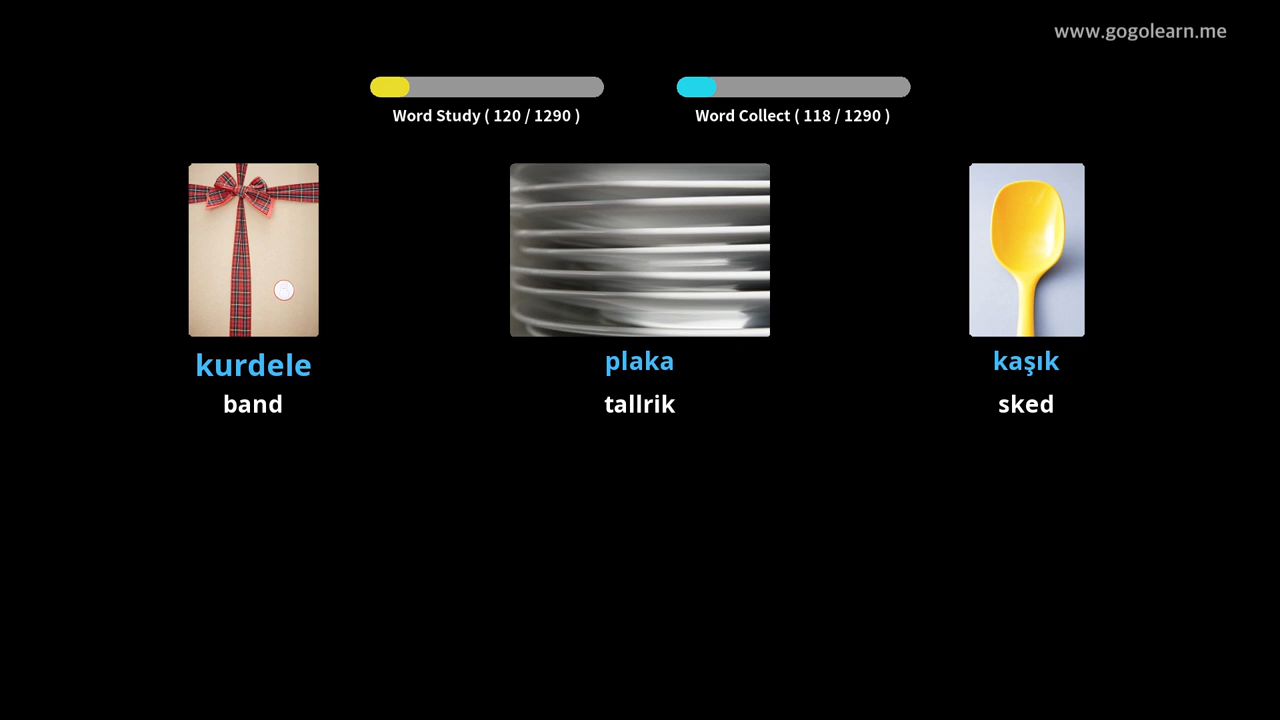 www.gogolearn.me
Word Study ( 120 / 1290 )
Word Collect ( 118 / 1290 )
kurdele
plaka
kaşık
band
tallrik
sked